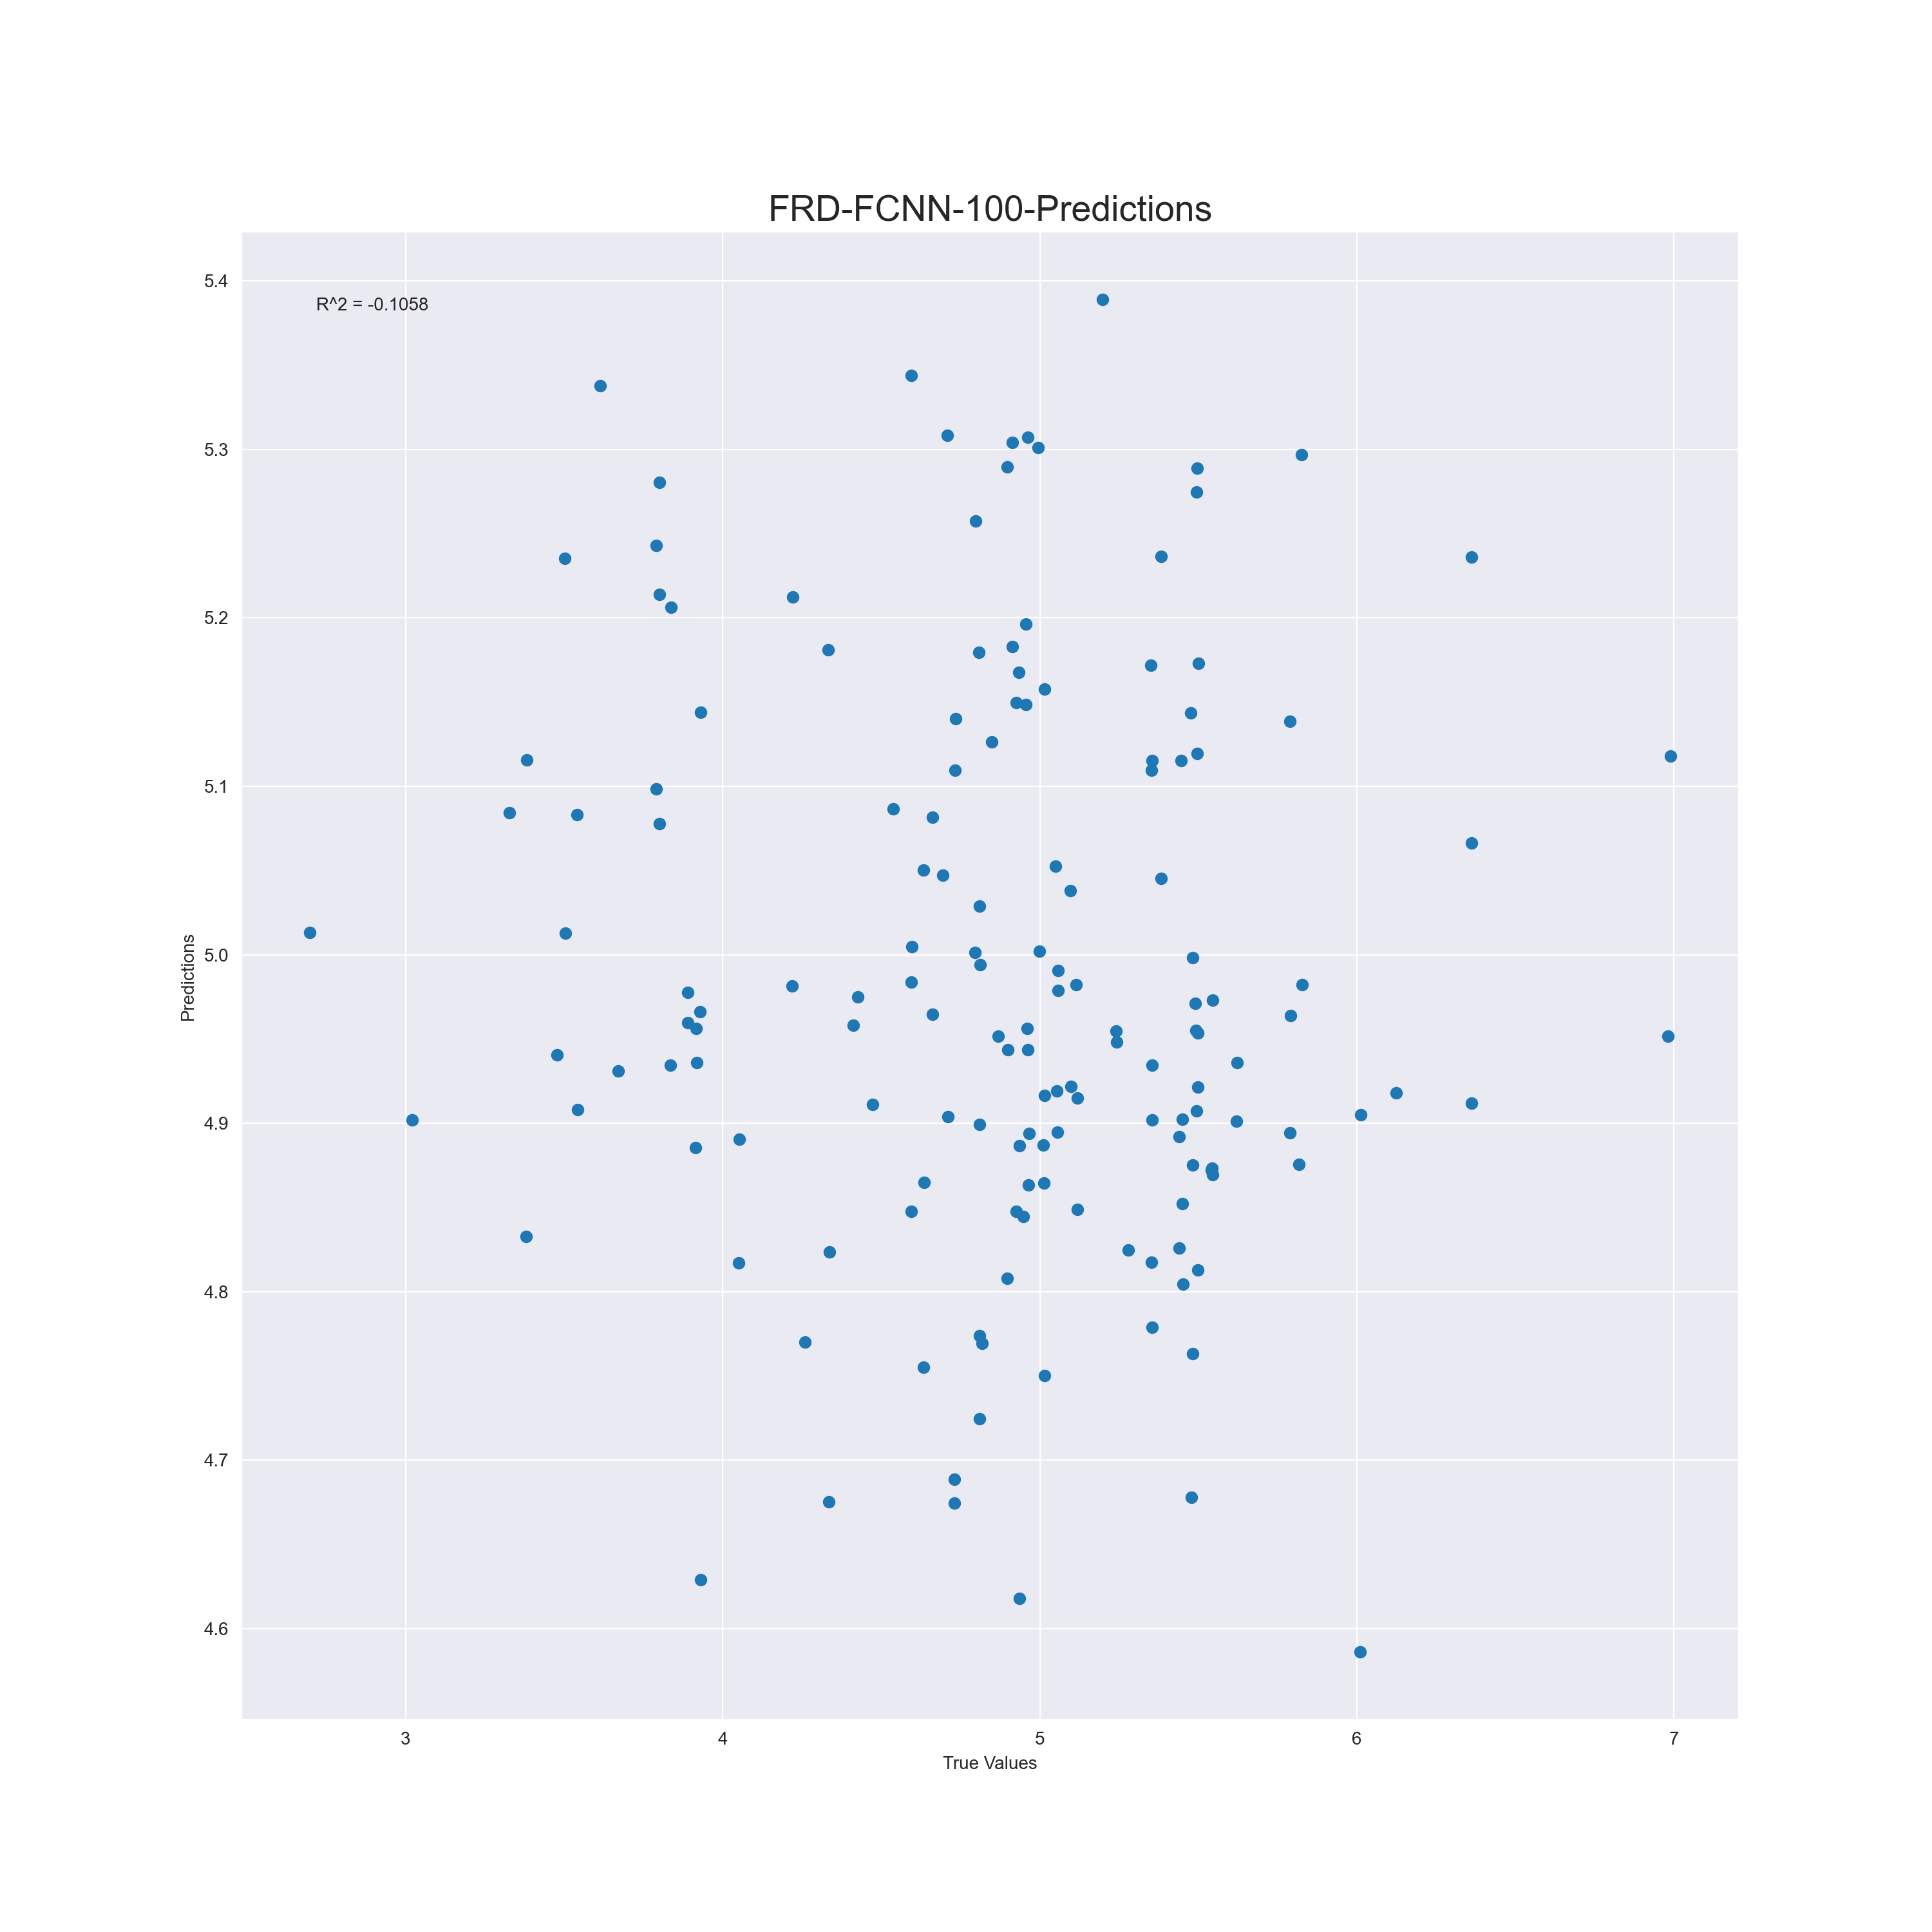 FRD-FCNN-100-Predictions
R^2 = -0.1058
5.4
5.3
5.2
5.1
5.0
4.9
4.8
4.7
4.6
Predictions
3 4 5 6 7
True Values